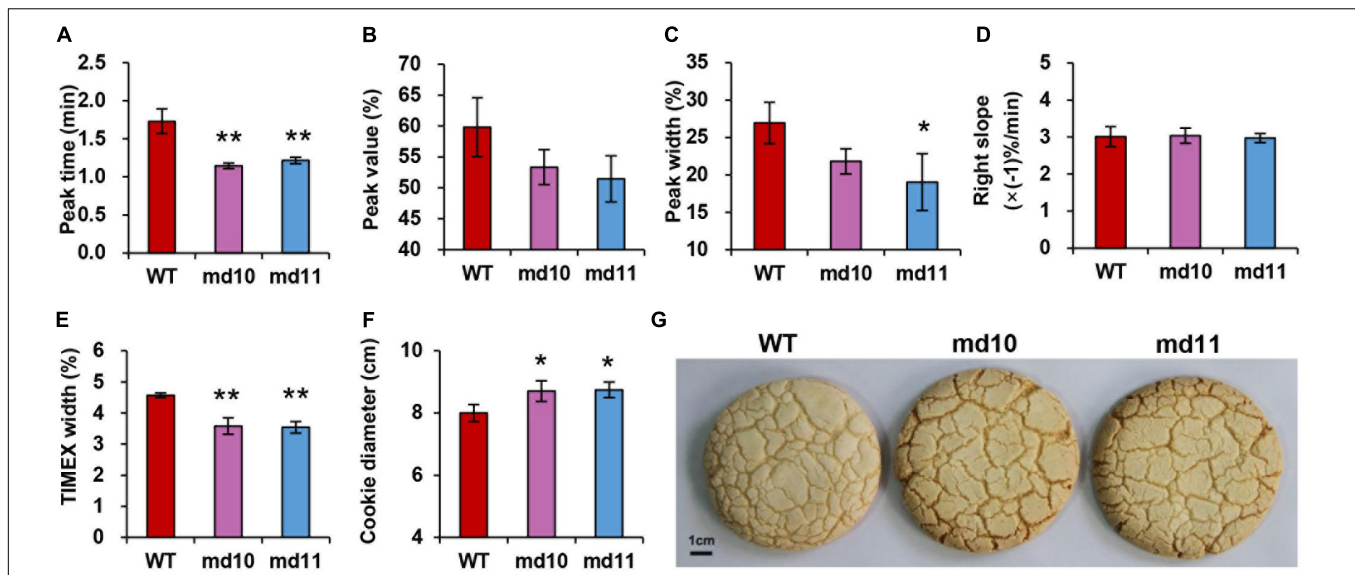 A
Peak time (min)
2.5
2.0
1.5
1.0
0.5
0.0
**
**
WT md10 md11
B
Peak value (%)
70
65
60
55
50
45
40
WT md10 md11
C
Peak width (%)
35
30
25
20
15
10
*
WT md10 md11
D
Right slope
(×(-1)%/min)
5
4
3
2
1
0
WT md10 md11
E
TIMEX width (%)
6
5
4
3
2
1
0
**
**
WT md10 md11
F
Cookie diameter (cm)
10
8
6
4
*
*
WT md10 md11
G
WT md10 md11
1cm